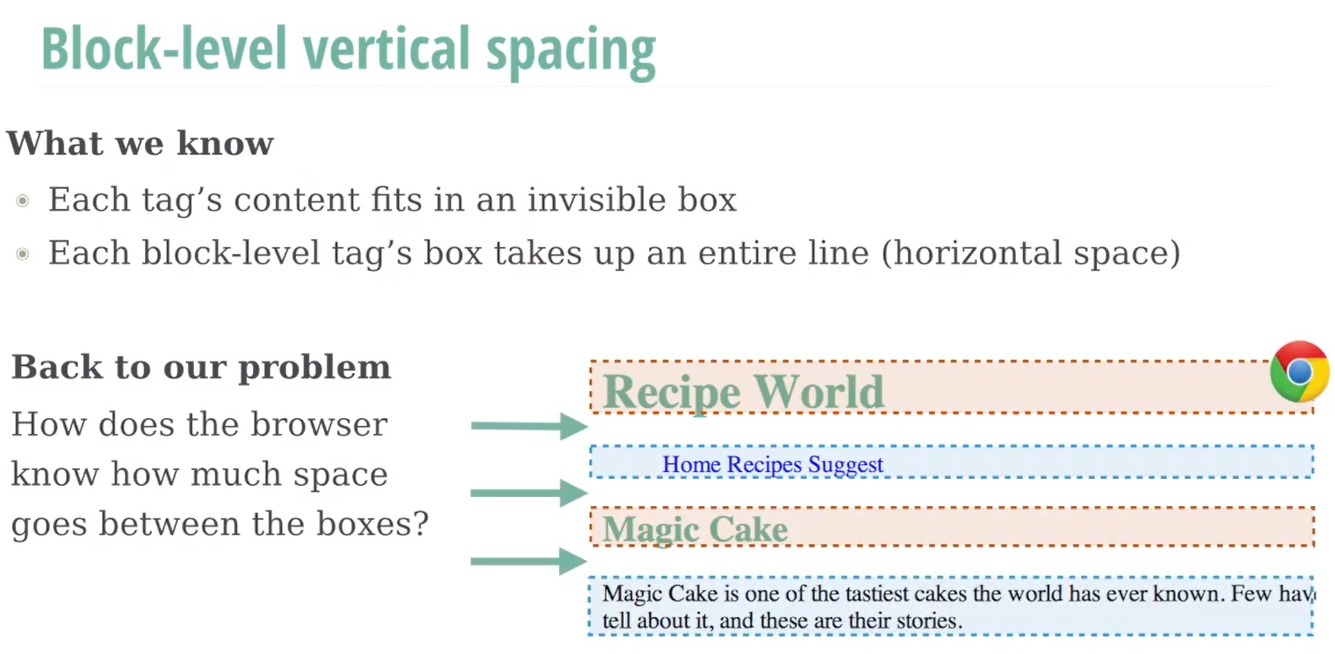 Block-level vertical spacing
What we know
Each tag’s content fits in an invisible box
Each block-level tag’s box takes up an entire line (horizontal space)
Back to our problem
How does the browser
know how much space
goes between the boxes?
Recipe World
Home Recipes Suggest
Magic Cake
Magic Cake is one of the tastiest cakes the world has ever known. Few hav
tell about it, and these are their stories.